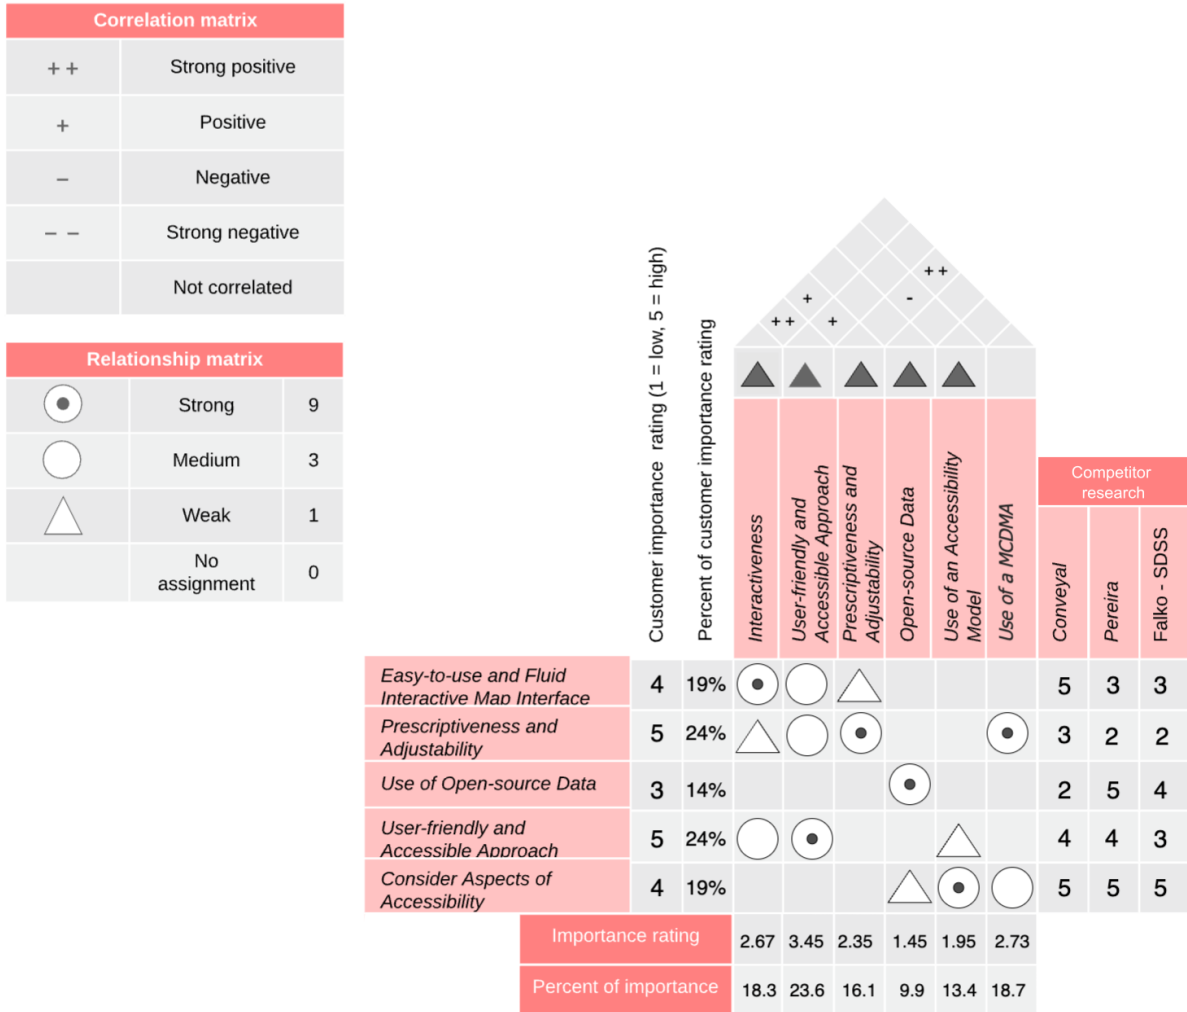 Correlation matrix
++ Strong positive
+ Positive
− Negative
− − Strong negative
Not correlated
Relationship matrix
Strong 9
Medium 3
Weak 1
No
assignment 0
++
+ -
++ +
Customer importance rating (1 = low, 5 = high)
Percent of customer importance rating
Interactiveness
User-friendly and
Accessible Approach
Prescriptiveness and
Adjustability
Open-source Data
Use of an Accessibility
Model
Use of a MCDMA
Competitor
research
Conveyal
Pereira
Falko - SDSS
Easy-to-use and Fluid
Interactive Map Interface
4 19% 5 3 3
Prescriptiveness and
Adjustability
5 24% 3 2 2
Use of Open-source Data
3 14% 2 5 4
User-friendly and
Accessible Approach
5 24% 4 4 3
Consider Aspects of
Accessibility
4 19% 5 5 5
Importance rating 2.67 3.45 2.35 1.45 1.95 2.73
Percent of importance 18.3 23.6 16.1 9.9 13.4 18.7